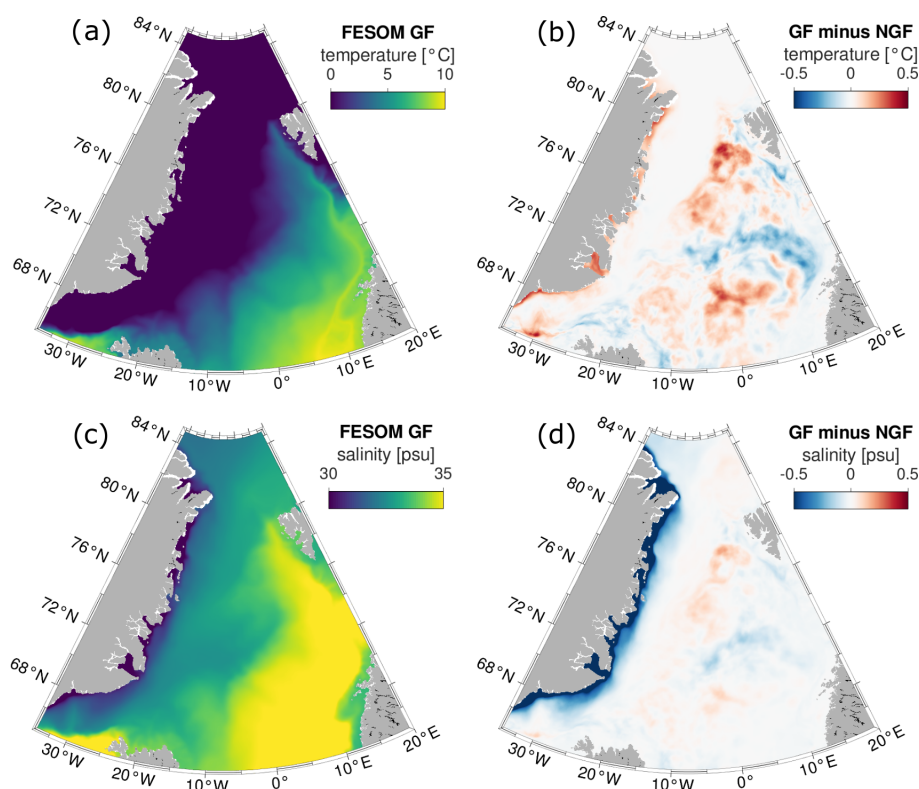 (a)
FESOM GF
temperature [°C]
0 5 10
84°N
80°N
76°N
72°N
68°N
30°W
20°W
10°W
0°
10°E
20°E
(b)
GF minus NGF
temperature [°C]
-0.5 0 0.5
84°N
80°N
76°N
72°N
68°N
30°W
20°W
10°W
0°
10°E
20°E
(c)
FESOM GF
salinity [psu]
30 35
84°N
80°N
76°N
72°N
68°N
30°W
20°W
10°W
0°
10°E
20°E
(d)
GF minus NGF
salinity [psu]
-0.5 0 0.5
84°N
80°N
76°N
72°N
68°N
30°W
20°W
10°W
0°
10°E
20°E